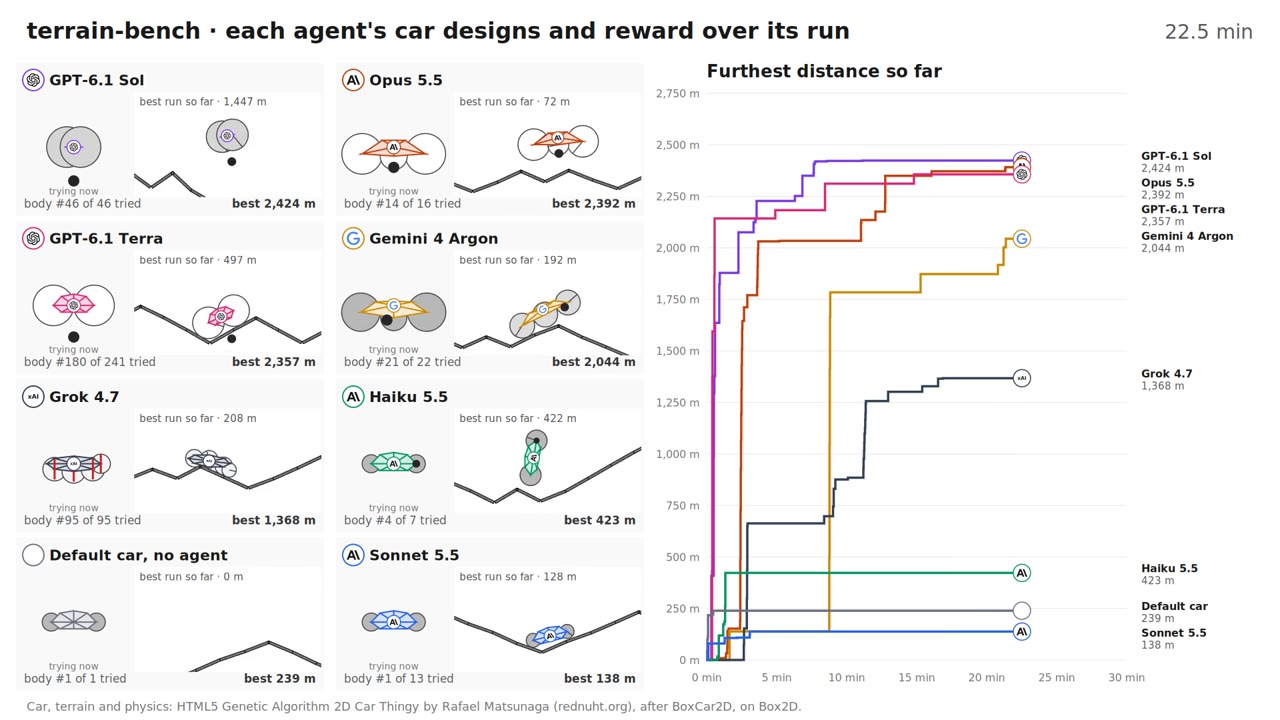 terrain-bench · each agent's car designs and reward over its run
22.5 min
GPT-6.1 Sol
best run so far · 1,447 m
trying now
body #46 of 46 tried
best 2,424 m
Opus 5.5
best run so far · 72 m
trying now
body #14 of 16 tried
best 2,392 m
GPT-6.1 Terra
best run so far · 497 m
trying now
body #180 of 241 tried
best 2,357 m
Gemini 4 Argon
best run so far · 192 m
trying now
body #21 of 22 tried
best 2,044 m
xAI
Grok 4.7
best run so far · 208 m
trying now
body #95 of 95 tried
best 1,368 m
Haiku 5.5
best run so far · 422 m
trying now
body #4 of 7 tried
best 423 m
Default car, no agent
best run so far · 0 m
trying now
body #1 of 1 tried
best 239 m
Sonnet 5.5
best run so far · 128 m
trying now
body #1 of 13 tried
best 138 m
Furthest distance so far
2,750 m
2,500 m
2,250 m
2,000 m
1,750 m
1,500 m
1,250 m
1,000 m
750 m
500 m
250 m
0 m
0 min
5 min
10 min
15 min
20 min
25 min
30 min
GPT-6.1 Sol
2,424 m
Opus 5.5
2,392 m
GPT-6.1 Terra
2,357 m
Gemini 4 Argon
2,044 m
xAI
Grok 4.7
1,368 m
Haiku 5.5
423 m
Default car
239 m
Sonnet 5.5
138 m
Car, terrain and physics: HTML5 Genetic Algorithm 2D Car Thingy by Rafael Matsunaga (rednuht.org), after BoxCar2D, on Box2D.